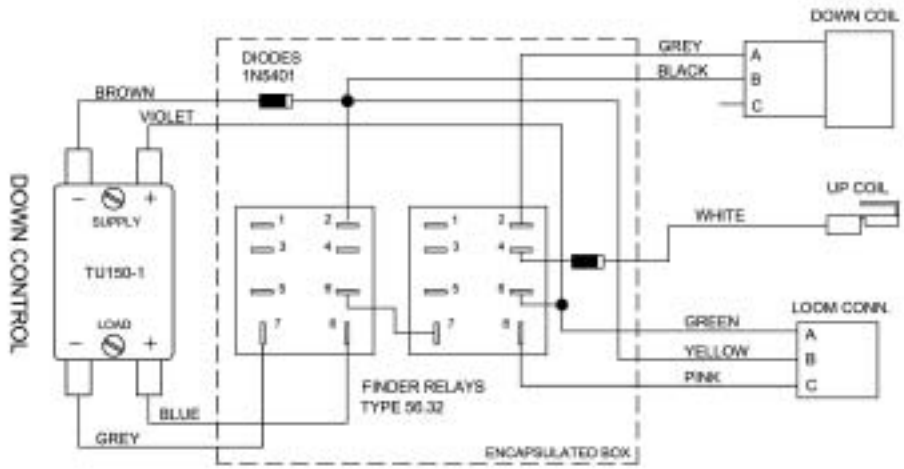 DOWN COIL
DIODES
1N5401
GREY
BLACK
A
B
C
BROWN
VIOLET
DOWN CONTROL
- +
SUPPLY
TU150-1
LOAD
- +
1 2
3 4
5 6
7 8
1 2
3 4
5 6
7 8
UP COIL
WHITE
LOOM CONN.
GREEN
YELLOW
PINK
A
B
C
FINDER RELAYS
TYPE 56.32
BLUE
GREY
ENCAPSULATED BOX